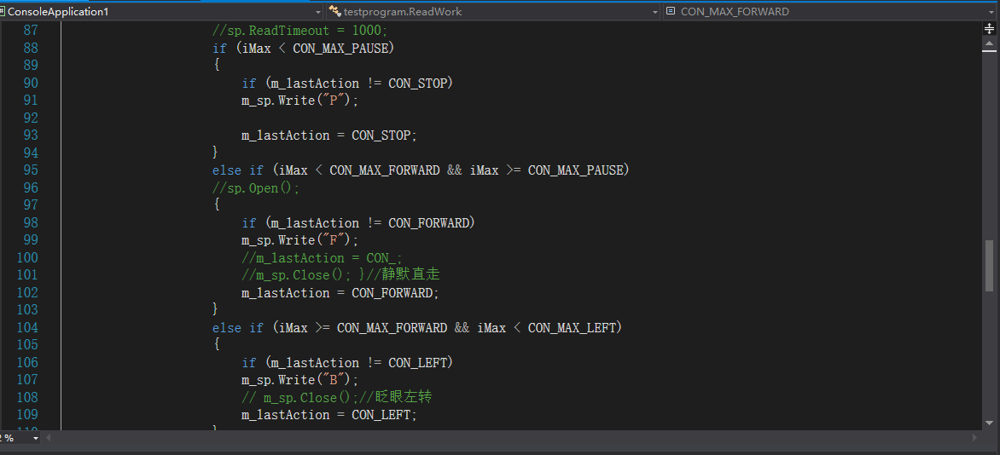 ConsoleApplication1 testprogram.ReadWork CON_MAX_FORWARD
87 //sp.ReadTimeout = 1000;
88 if (iMax < CON_MAX_PAUSE)
89 {
90 if (m_lastAction != CON_STOP)
91 m_sp.Write("P");
92
93 m_lastAction = CON_STOP;
94 }
95 else if (iMax < CON_MAX_FORWARD && iMax >= CON_MAX_PAUSE)
96 //sp.Open();
97 {
98 if (m_lastAction != CON_FORWARD)
99 m_sp.Write("F");
100 //m_lastAction = CON_;
101 //m_sp.Close(); }//静默直走
102 m_lastAction = CON_FORWARD;
103 }
104 else if (iMax >= CON_MAX_FORWARD && iMax < CON_MAX_LEFT)
105 {
106 if (m_lastAction != CON_LEFT)
107 m_sp.Write("B");
108 // m_sp.Close();//眨眼左转
109 m_lastAction = CON_LEFT;
110 }
%